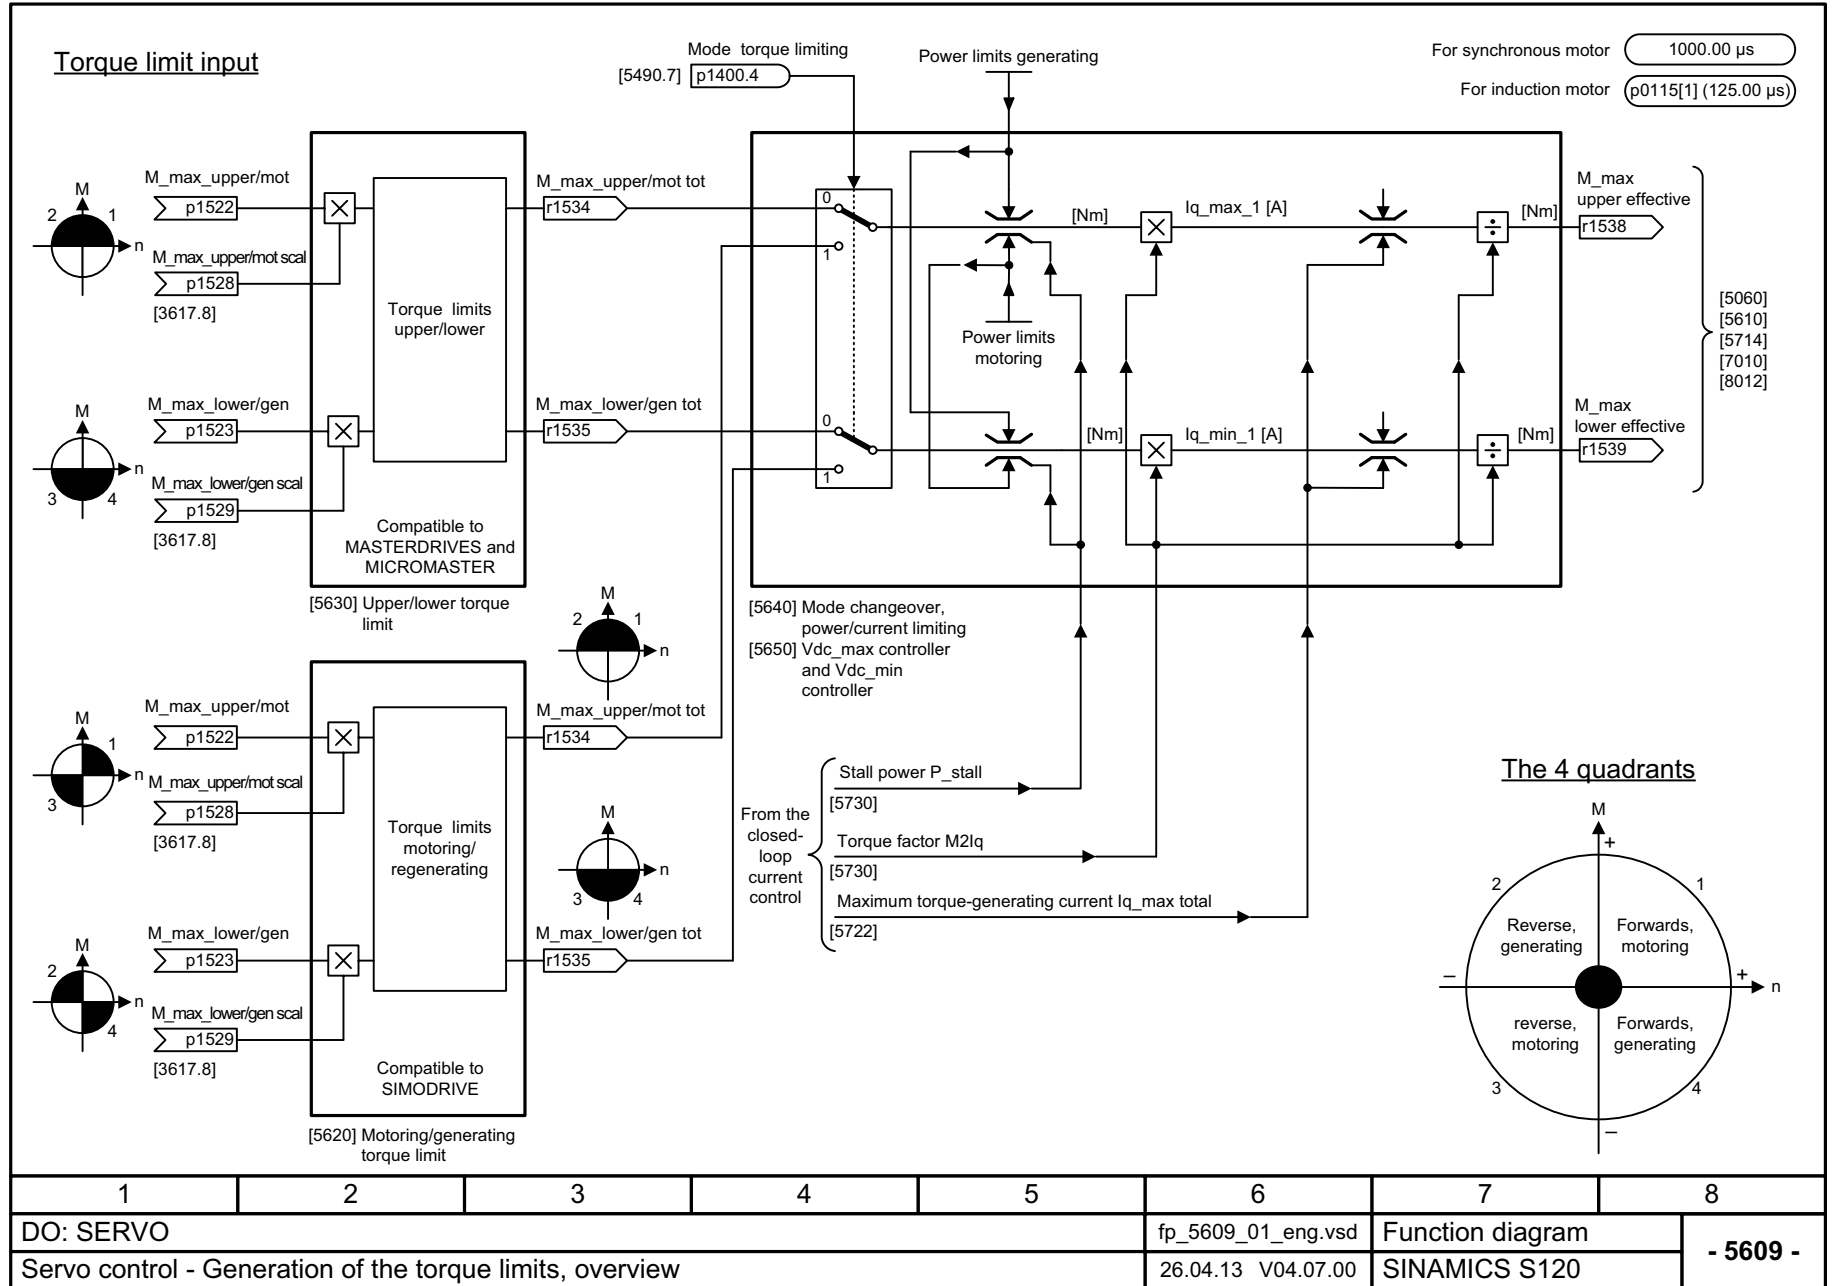 Torque limit input
Mode torque limiting
[5490.7] p1400.4
Power limits generating
For synchronous motor 1000.00 µs
For induction motor p0115[1] (125.00 µs)
M
2 1
n
M_max_upper/mot
p1522
M_max_upper/mot scal
p1528
[3617.8]
Torque limits
upper/lower
M_max_upper/mot tot
r1534
0
1
[Nm]
Iq_max_1 [A]
[Nm]
M_max
upper effective
r1538
Power limits
motoring
[5060]
[5610]
[5714]
[7010]
[8012]
M
n
3 4
M_max_lower/gen
p1523
M_max_lower/gen scal
p1529
[3617.8]
M_max_lower/gen tot
r1535
0
1
[Nm]
Iq_min_1 [A]
[Nm]
M_max
lower effective
r1539
Compatible to
MASTERDRIVES and
MICROMASTER
[5630] Upper/lower torque
limit
M
2 1
n
[5640] Mode changeover,
power/current limiting
[5650] Vdc_max controller
and Vdc_min
controller
M
1
n
3
M_max_upper/mot
p1522
M_max_upper/mot scal
p1528
[3617.8]
Torque limits
motoring/
regenerating
M_max_upper/mot tot
r1534
M
n
3 4
From the
closed-
loop
current
control
Stall power P_stall
[5730]
Torque factor M2Iq
[5730]
Maximum torque-generating current Iq_max total
[5722]
M
2
n
4
M_max_lower/gen
p1523
M_max_lower/gen scal
p1529
[3617.8]
M_max_lower/gen tot
r1535
Compatible to
SIMODRIVE
[5620] Motoring/generating
torque limit
The 4 quadrants
M
+
2 1
Reverse,
generating
Forwards,
motoring
– + n
reverse,
motoring
Forwards,
generating
3 4
–
1 2 3 4 5 6 7 8
DO: SERVO
fp_5609_01_eng.vsd
Function diagram
- 5609 -
Servo control - Generation of the torque limits, overview
26.04.13 V04.07.00
SINAMICS S120